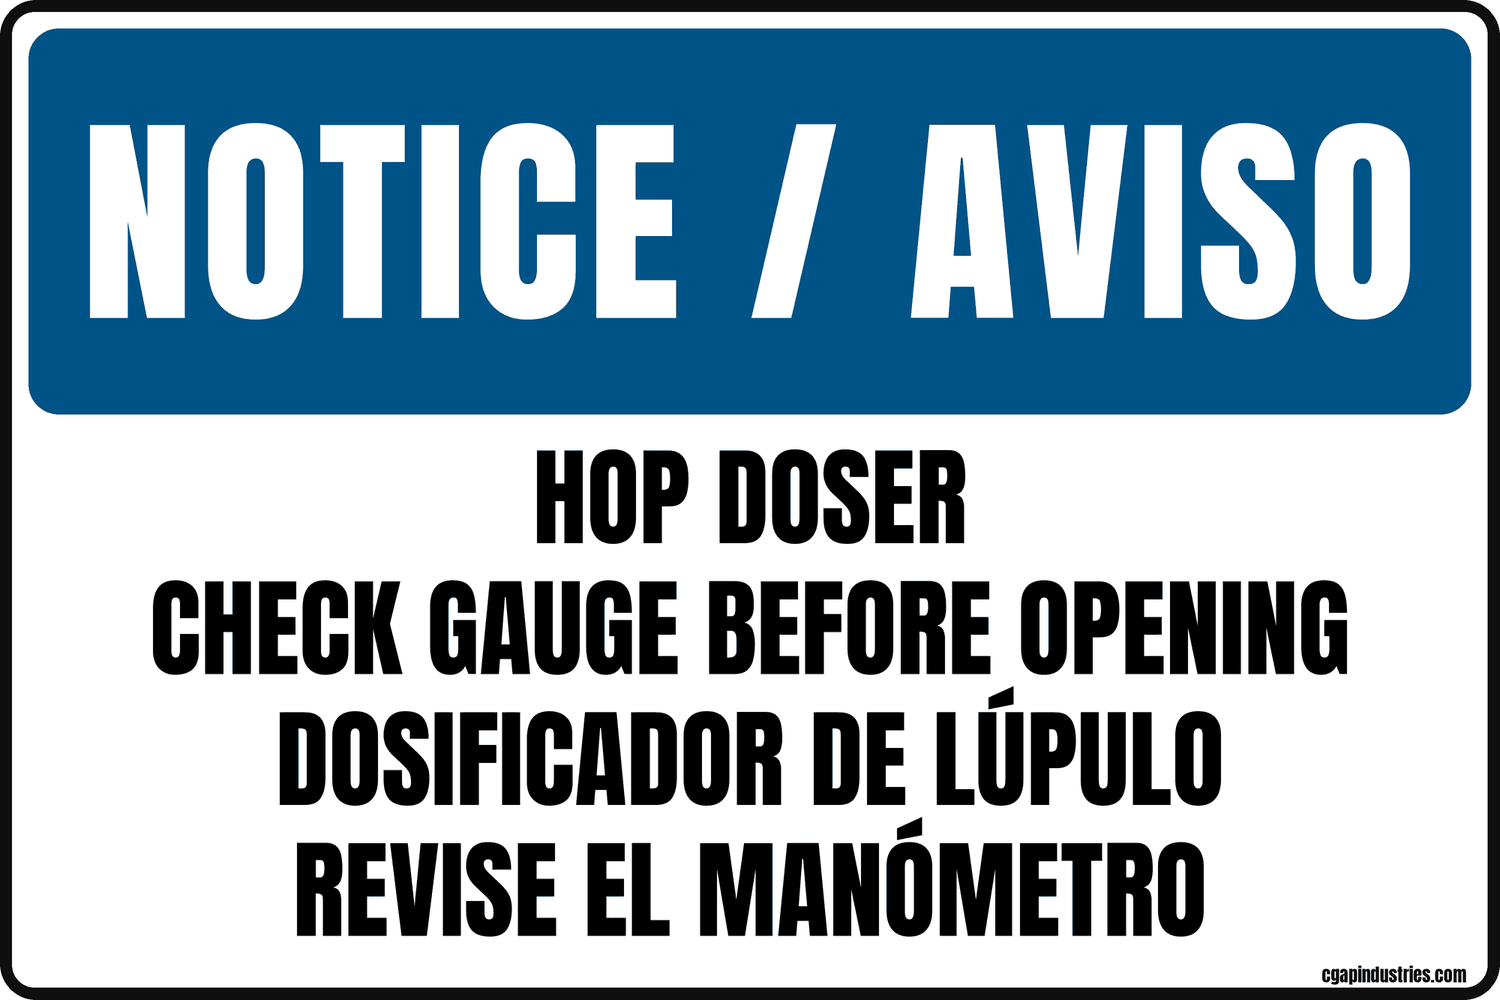 NOTICE / AVISO
HOP DOSER
CHECK GAUGE BEFORE OPENING
DOSIFICADOR DE LÚPULO
REVISE EL MANÓMETRO
cgapindustries.com